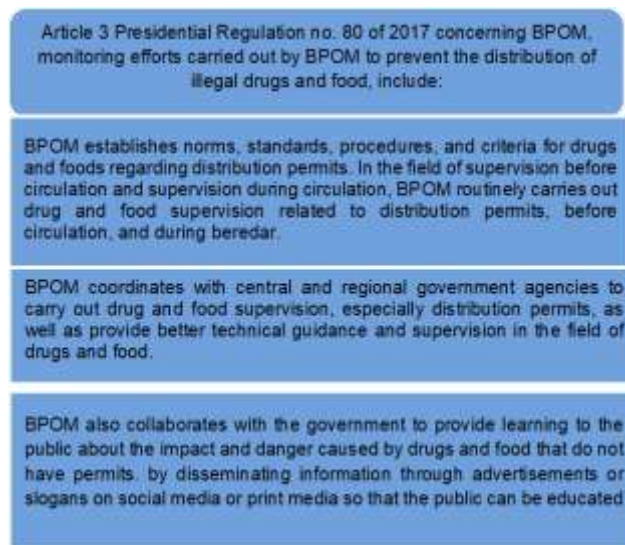 Article 3 Presidential Regulation no. 80 of 2017 concerning BPOM,
monitoring efforts carried out by BPOM to prevent the distribution of
illegal drugs and food, include:
BPOM establishes norms, standards, procedures, and criteria for drugs
and foods regarding distribution permits. In the field of supervision before
circulation and supervision during circulation, BPOM routinely carries out
drug and food supervision related to distribution permits, before
circulation, and during beredar.
BPOM coordinates with central and regional government agencies to
carry out drug and food supervision, especially distribution permits, as
well as provide better technical guidance and supervision in the field of
drugs and food.
BPOM also collaborates with the government to provide learning to the
public about the impact and danger caused by drugs and food that do not
have permits. by disseminating information through advertisements or
slogans on social media or print media so that the public can be educated